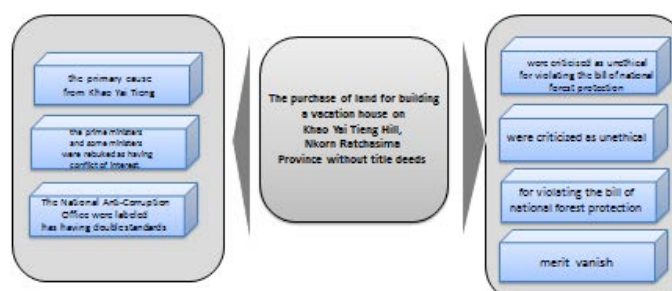 the primary cause
from Khao Yai Tieng
the prime ministers
and some ministers
were rebuked as having
conflict of interest.
The National Anti-Corruption
Office were labeled
has having double standards
The purchase of land for building
a vacation house on
Khao Yai Tieng Hill,
Nkorn Ratchasima
Province without title deeds
were criticised as unethical
for violating the bill of national
forest protection
were criticized as unethical
for violating the bill of
national forest protection
merit vanish